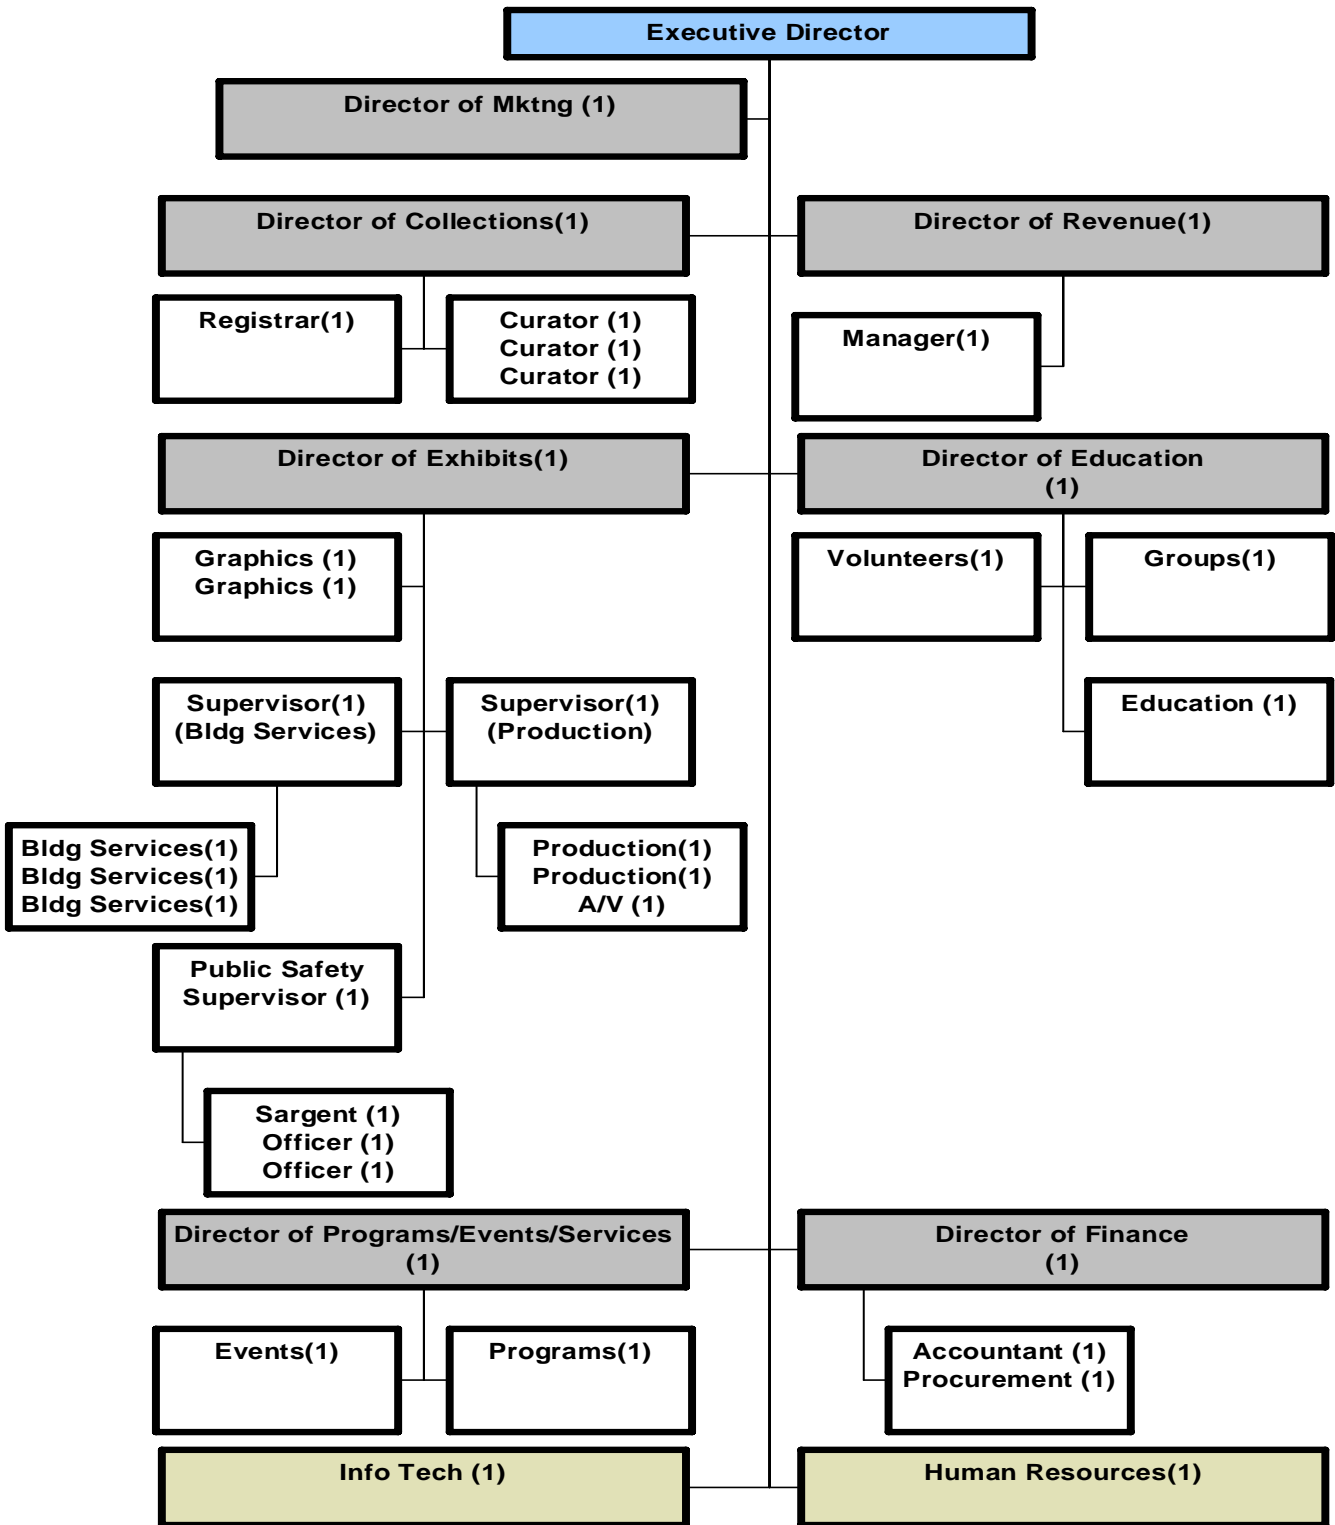 Executive Director
Director of Mktng (1)
Director of Collections(1)
Director of Revenue(1)
Registrar(1)
Curator (1)
Curator (1)
Curator (1)
Manager(1)
Director of Exhibits(1)
Director of Education
(1)
Graphics (1)
Graphics (1)
Volunteers(1)
Groups(1)
Supervisor(1)
(Bldg Services)
Supervisor(1)
(Production)
Education (1)
Bldg Services(1)
Bldg Services(1)
Bldg Services(1)
Production(1)
Production(1)
A/V (1)
Public Safety
Supervisor (1)
Sargent (1)
Officer (1)
Officer (1)
Director of Programs/Events/Services
(1)
Director of Finance
(1)
Events(1)
Programs(1)
Accountant (1)
Procurement (1)
Info Tech (1)
Human Resources(1)